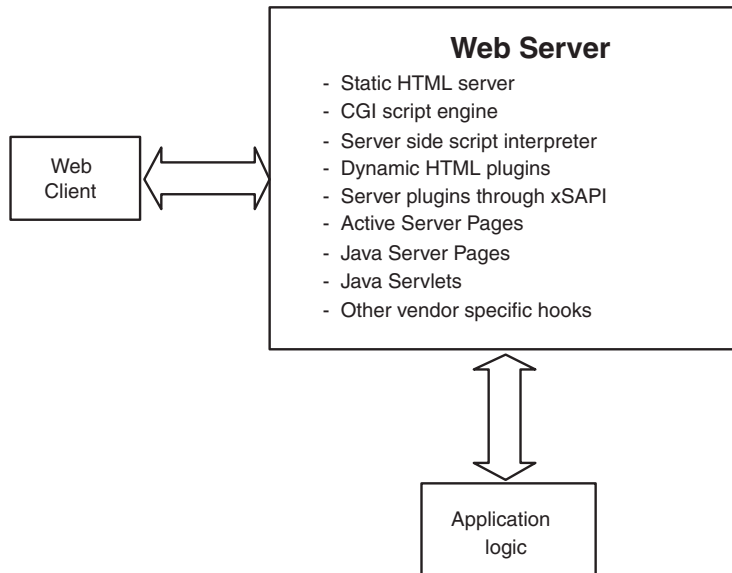 Web Server
- Static HTML server
- CGI script engine
- Server side script interpreter
- Dynamic HTML plugins
- Server plugins through xSAPI
- Active Server Pages
- Java Server Pages
- Java Servlets
- Other vendor specific hooks
Web
Client
Application
logic